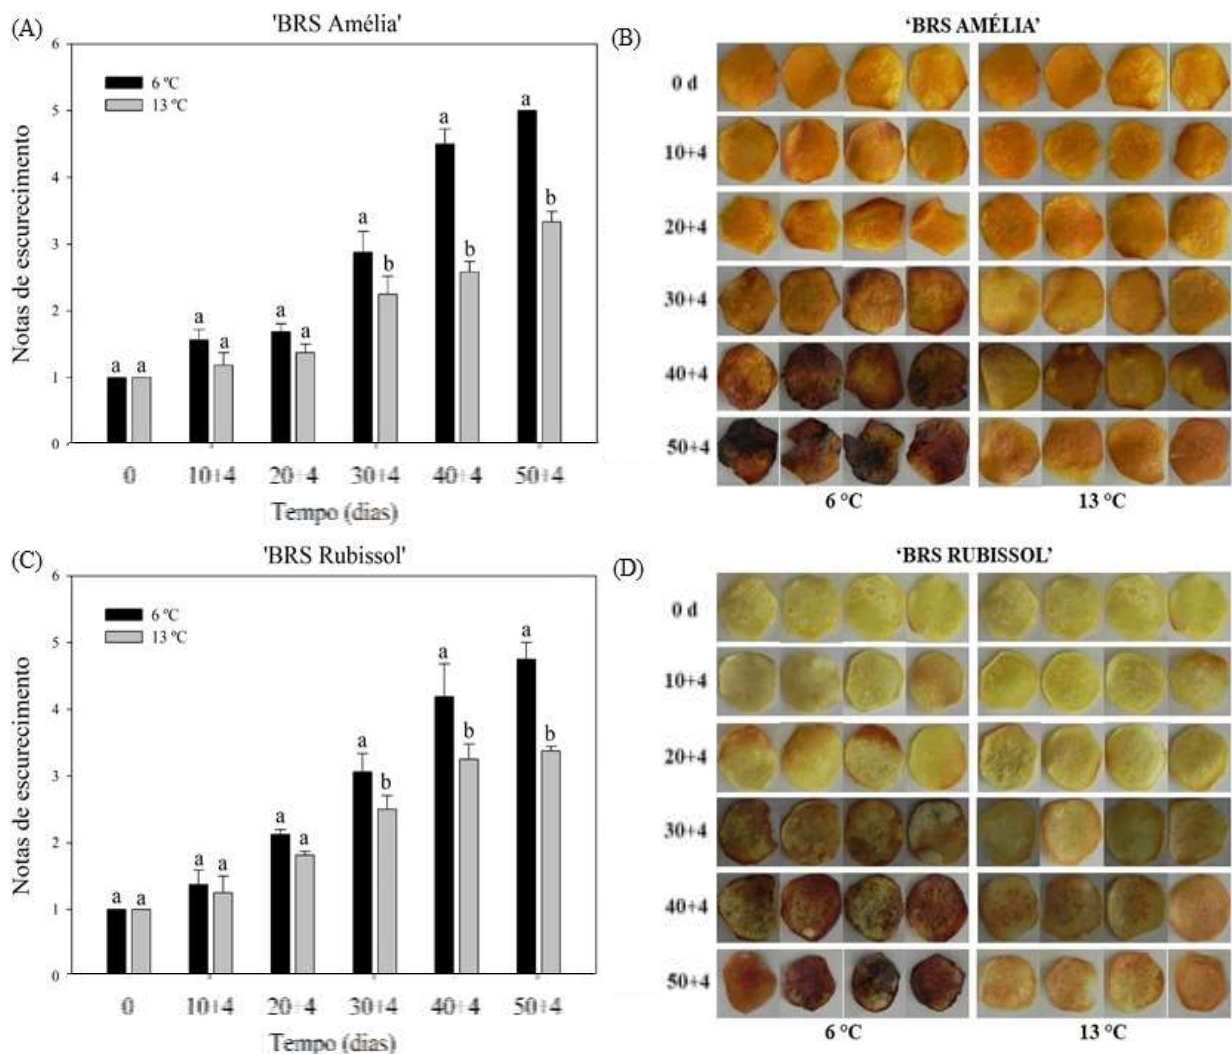 (A)
'BRS Amélia'
6
5
4
3
2
1
0
Notas de escurecimento
6 ºC
13 ºC
a a
a a
a a
a b
a b
a b
0 10+4 20+4 30+4 40+4 50+4
Tempo (dias)
(B)
‘BRS AMÉLIA’
0 d
10+4
20+4
30+4
40+4
50+4
6 °C 13 °C
(C)
'BRS Rubissol'
6
5
4
3
2
1
0
Notas de escurecimento
6 ºC
13 ºC
a a
a a
a a
a b
a b
a b
0 10+4 20+4 30+4 40+4 50+4
Tempo (dias)
(D)
‘BRS RUBISSOL’
0 d
10+4
20+4
30+4
40+4
50+4
6 °C 13 °C